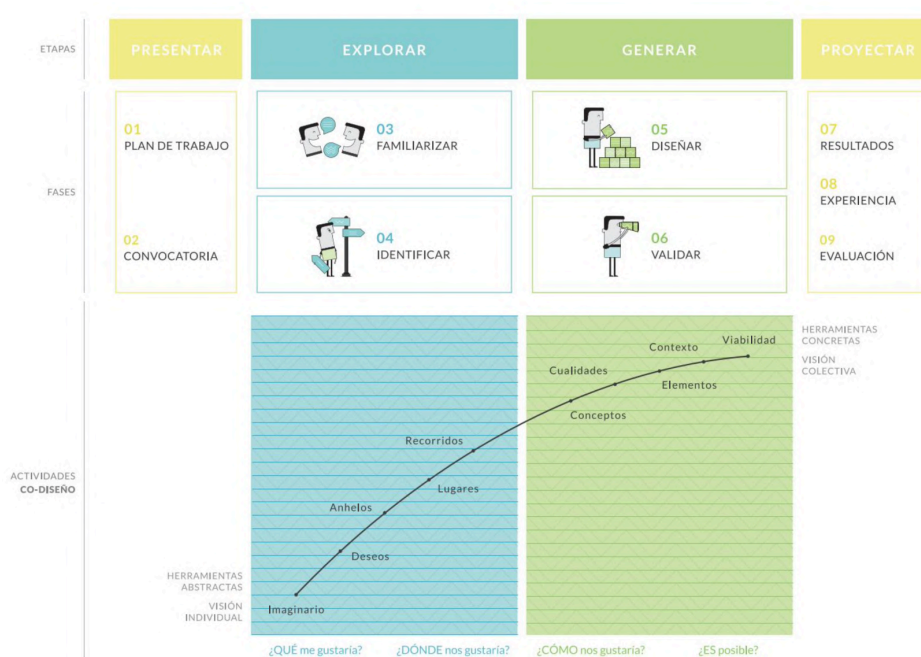 ETAPAS
PRESENTAR
EXPLORAR
GENERAR
PROYECTAR
FASES
01
PLAN DE TRABAJO
02
CONVOCATORIA
03
FAMILIARIZAR
04
IDENTIFICAR
05
DISEÑAR
06
VALIDAR
07
RESULTADOS
08
EXPERIENCIA
09
EVALUACIÓN
ACTIVIDADES
CO-DISEÑO
HERRAMIENTAS
CONCRETAS
VISIÓN
COLECTIVA
Viabilidad
Contexto
Elementos
Cualidades
Conceptos
Recorridos
Lugares
Anhelos
Deseos
Imaginario
HERRAMIENTAS
ABSTRACTAS
VISIÓN
INDIVIDUAL
¿QUÉ me gustaría?
¿DÓNDE nos gustaría?
¿CÓMO nos gustaría?
¿ES posible?